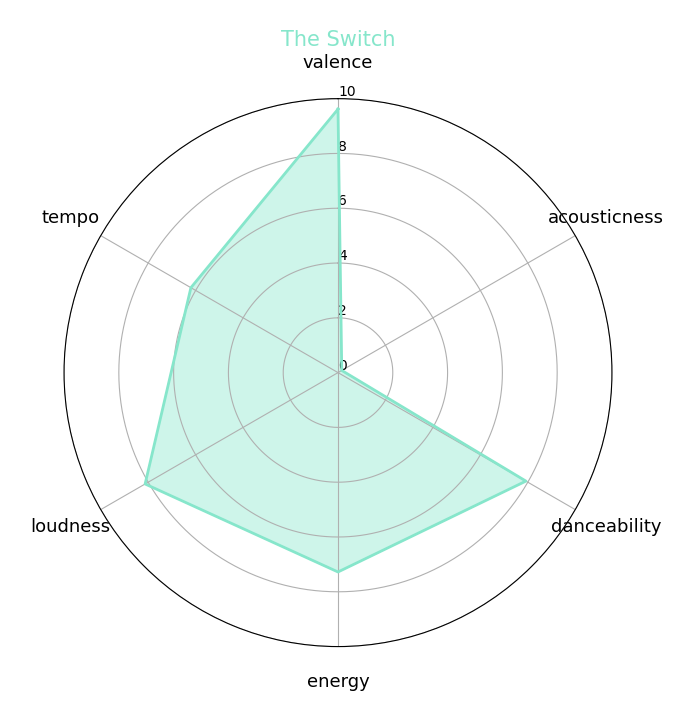 The Switch
valence
10
8
tempo
6
acousticness
4
2
0
loudness
danceability
energy